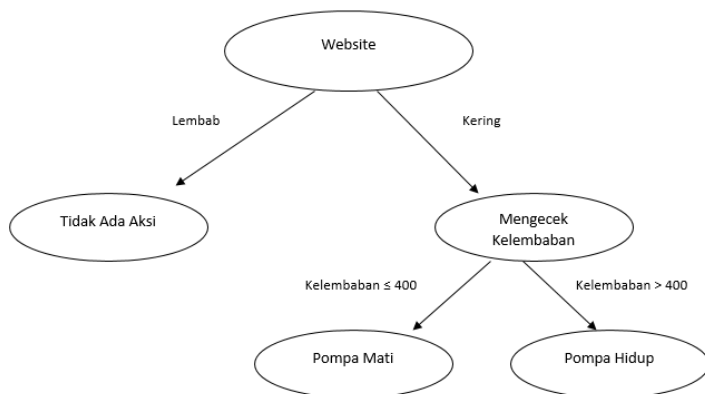 Website
Lembab
Kering
Tidak Ada Aksi
Mengecek
Kelembaban
Kelembaban ≤ 400
Kelembaban > 400
Pompa Mati
Pompa Hidup